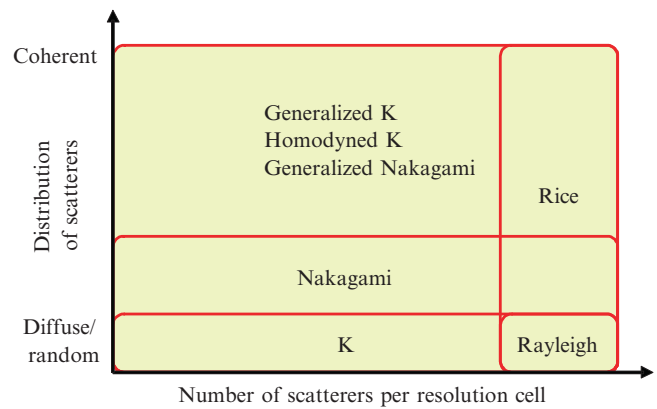 Coherent
Generalized K
Homodyned K
Generalized Nakagami
Rice
Distribution
of scatterers
Nakagami
Diffuse/
random
K
Rayleigh
Number of scatterers per resolution cell